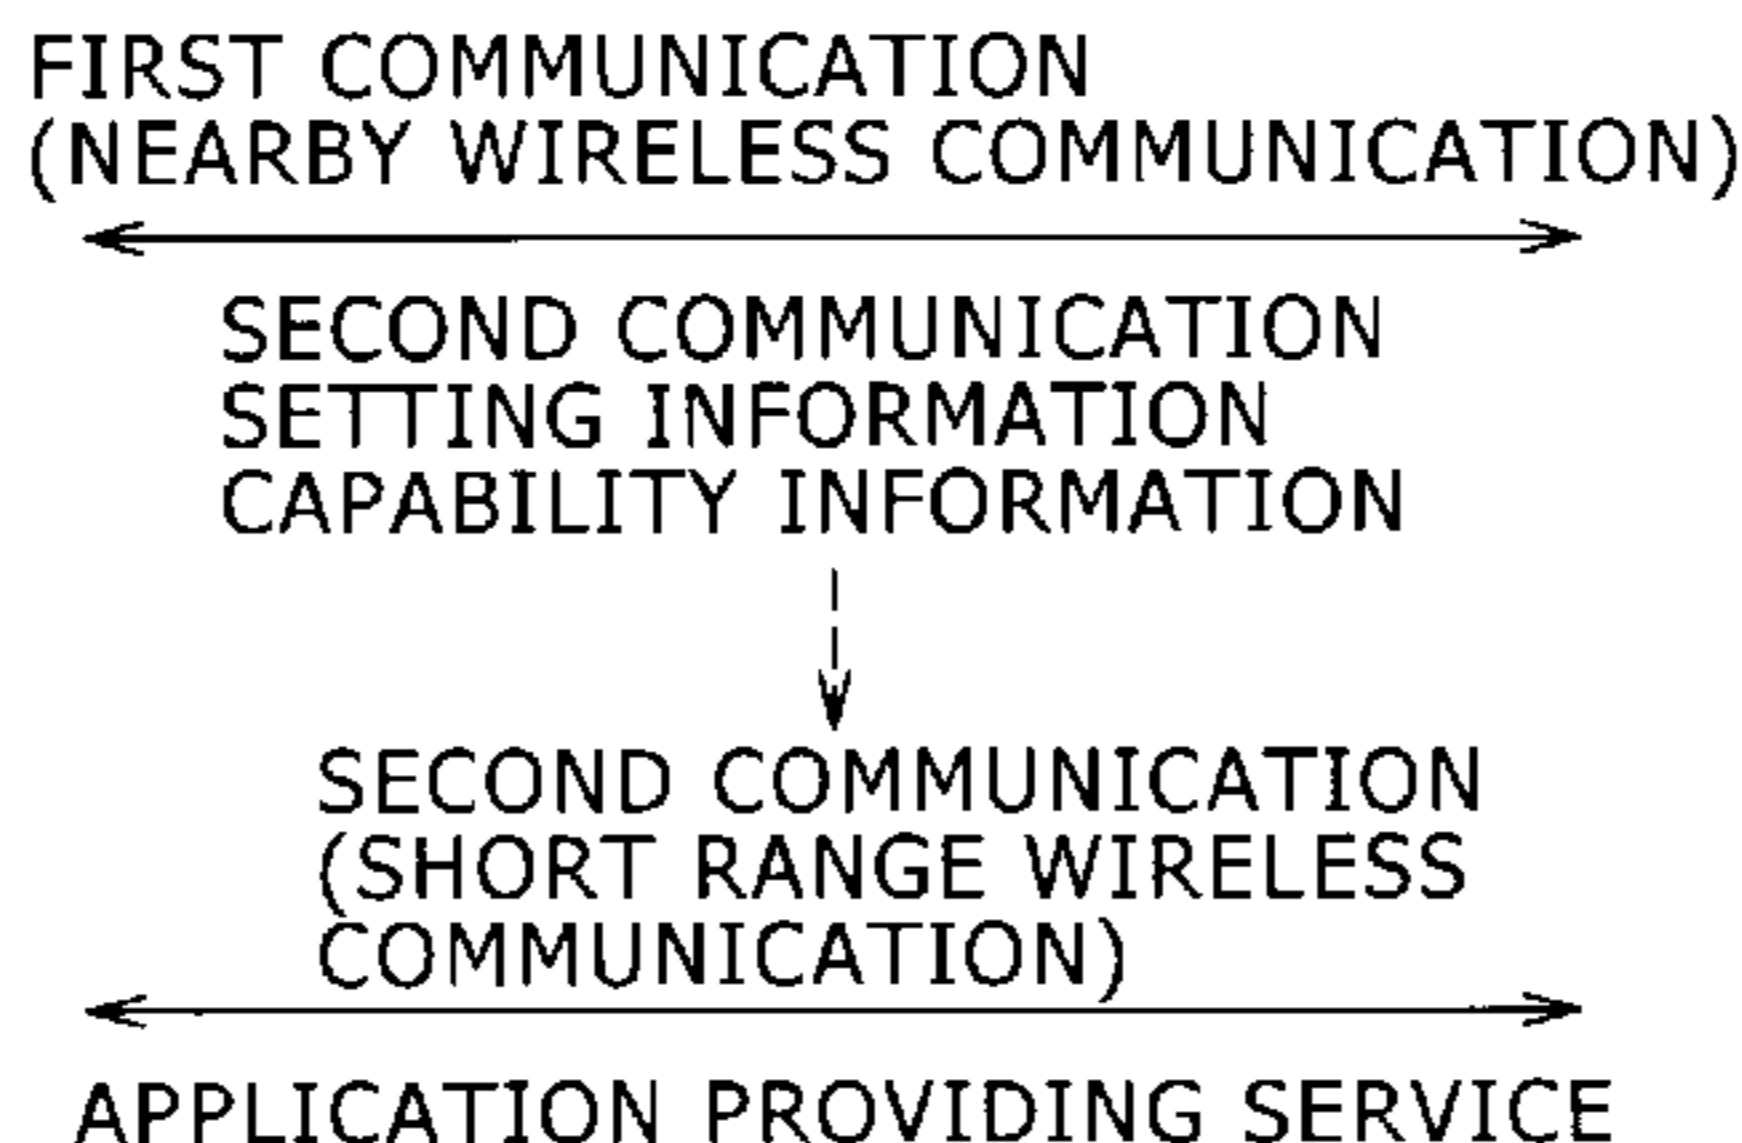 FIRST COMMUNICATION
(NEARBY WIRELESS COMMUNICATION)
SECOND COMMUNICATION
SETTING INFORMATION
CAPABILITY INFORMATION
SECOND COMMUNICATION
(SHORT RANGE WIRELESS
COMMUNICATION)
APPLICATION PROVIDING SERVICE